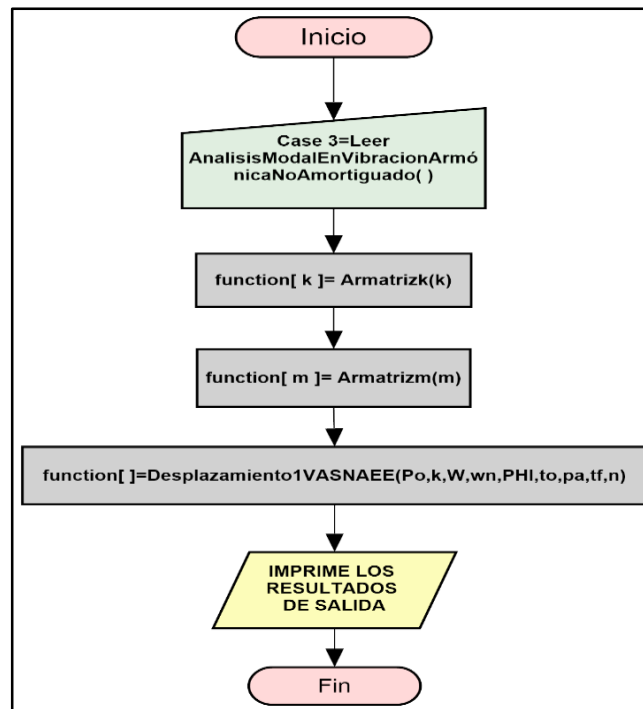 Inicio
Case 3=Leer
AnalisisModalEnVibracionArmó
nicaNoAmortiguado( )
function[ k ]= Armatrizk(k)
function[ m ]= Armatrizm(m)
function[ ]=Desplazamiento1VASNAEE(Po,k,W,wn,PHI,to,pa,tf,n)
IMPRIME LOS
RESULTADOS
DE SALIDA
Fin